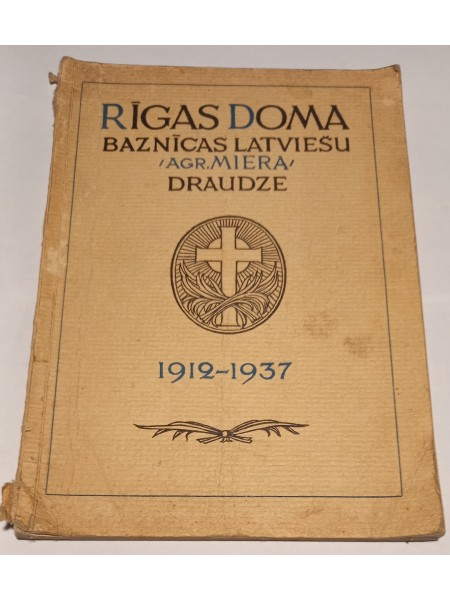 RĪGAS DOMA
BAZNĪCAS LATVIEŠU
/AGR. MIERA/
DRAUDZE
1912-1937